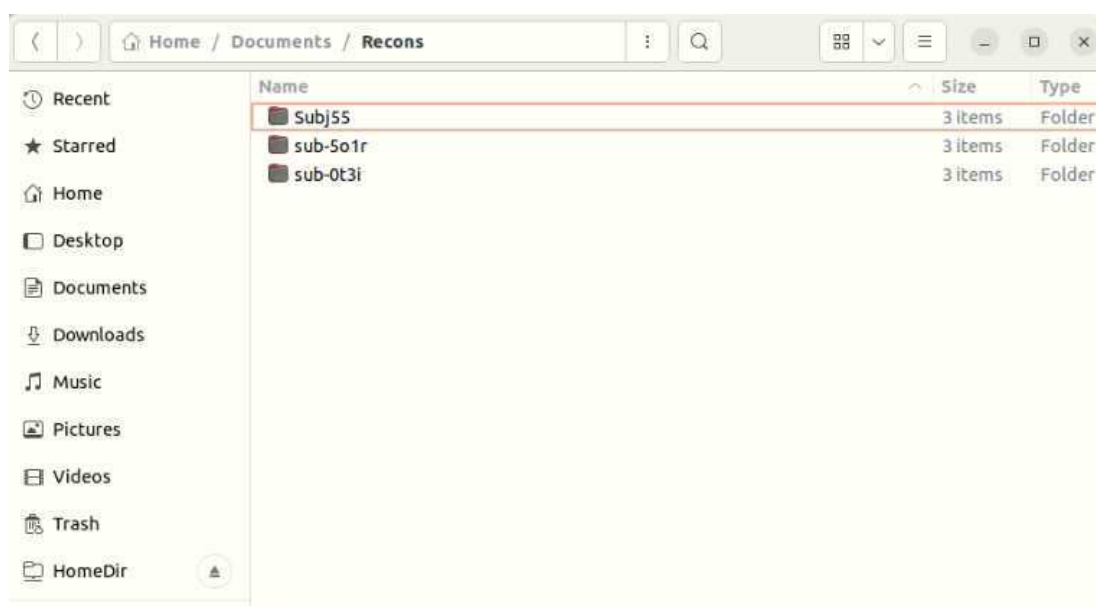 Home / Documents / Recons
Name Size Type
Recent
Subj55 3 items Folder
sub-5o1r 3 items Folder
Starred
sub-0t3i 3 items Folder
Home
Desktop
Documents
Downloads
Music
Pictures
Videos
Trash
HomeDir